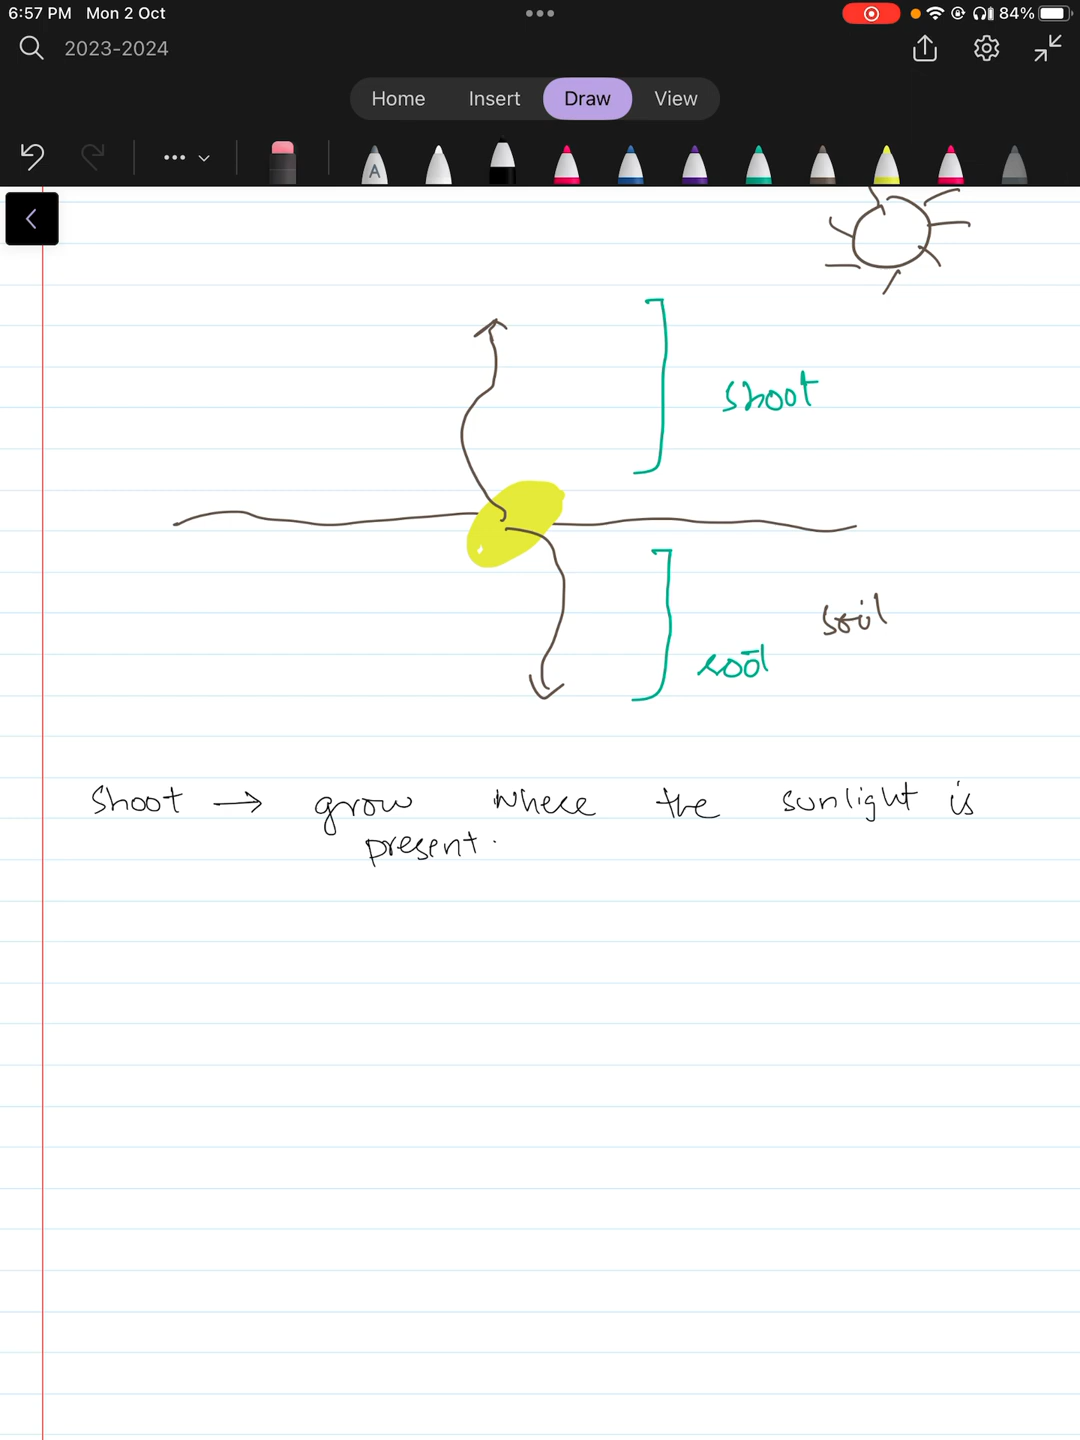 6:57 PM Mon 2 Oct
84%
2023-2024
Home Insert Draw View
A
shoot
soil
root
Shoot → grow where the sunlight is
present.